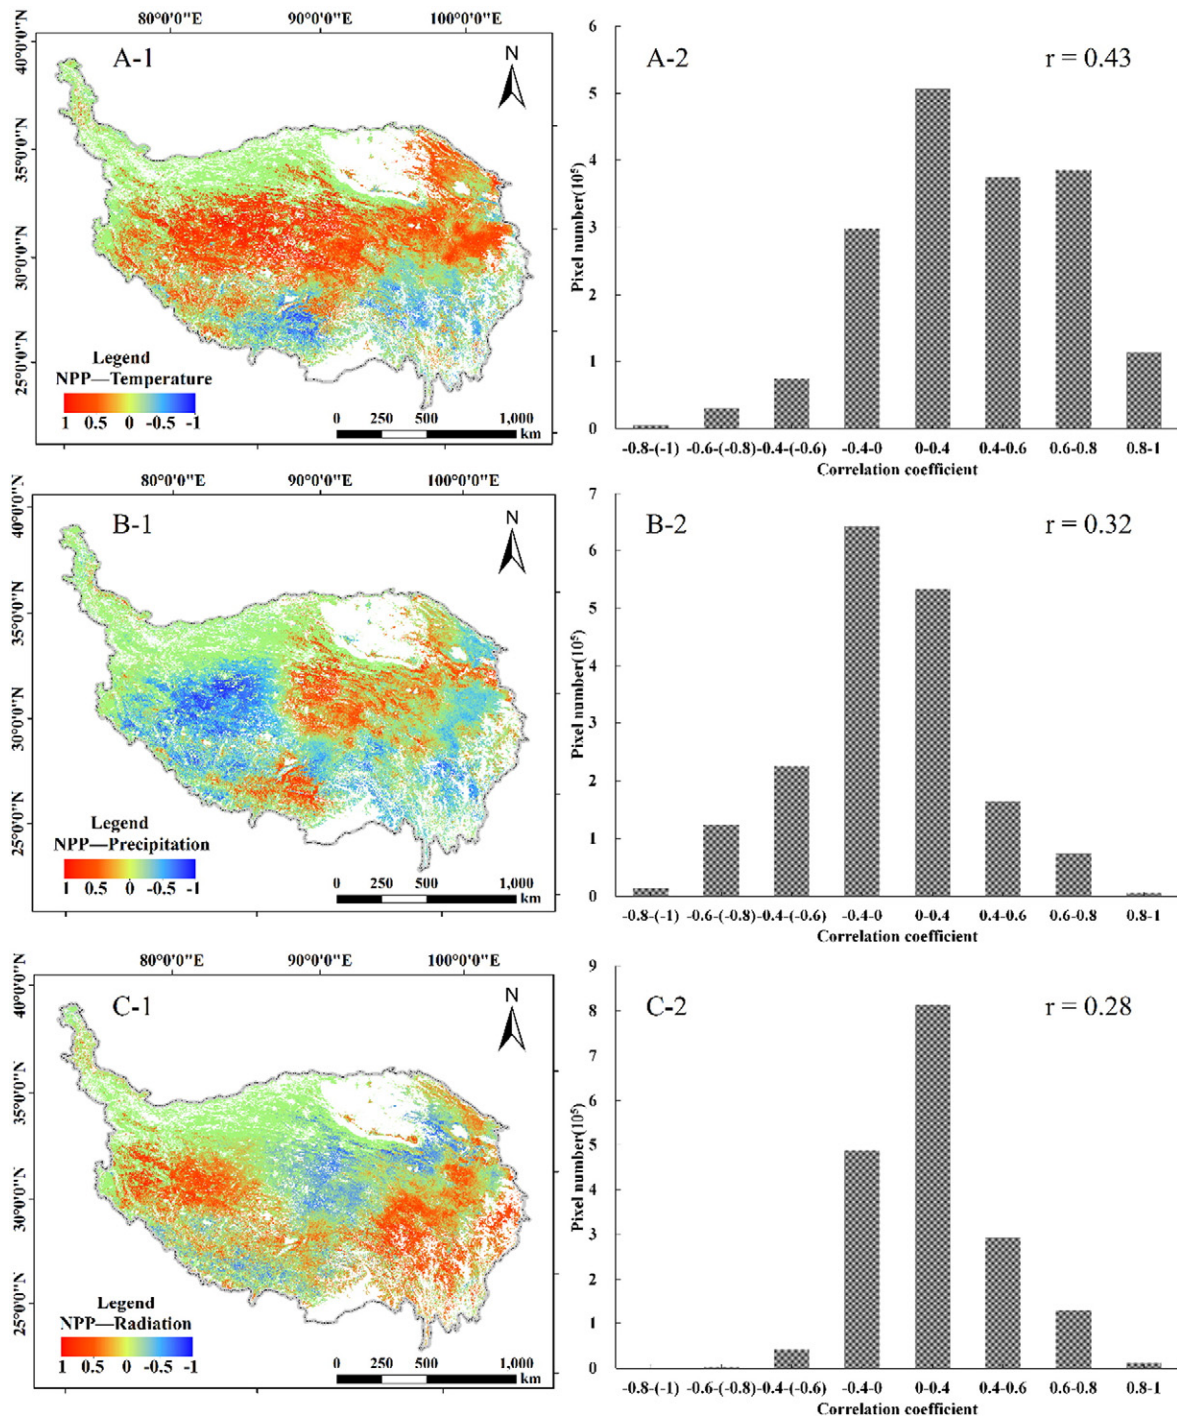 80°0'0"E 90°0'0"E 100°0'0"E
40°0'0"N
35°0'0"N
30°0'0"N
25°0'0"N
A-1
N
Legend
NPP—Temperature
1 0.5 0 -0.5 -1
0 250 500 1,000
km
A-2
r = 0.43
Pixel number(10⁵)
6
5
4
3
2
1
0
-0.8-(-1) -0.6-(-0.8) -0.4-(-0.6) -0.4-0 0-0.4 0.4-0.6 0.6-0.8 0.8-1
Correlation coefficient
80°0'0"E 90°0'0"E 100°0'0"E
40°0'0"N
35°0'0"N
30°0'0"N
25°0'0"N
B-1
N
Legend
NPP—Precipitation
1 0.5 0 -0.5 -1
0 250 500 1,000
km
B-2
r = 0.32
Pixel number(10⁵)
7
6
5
4
3
2
1
0
-0.8-(-1) -0.6-(-0.8) -0.4-(-0.6) -0.4-0 0-0.4 0.4-0.6 0.6-0.8 0.8-1
Correlation coefficient
80°0'0"E 90°0'0"E 100°0'0"E
40°0'0"N
35°0'0"N
30°0'0"N
25°0'0"N
C-1
N
Legend
NPP—Radiation
1 0.5 0 -0.5 -1
0 250 500 1,000
km
C-2
r = 0.28
Pixel number(10⁵)
9
8
7
6
5
4
3
2
1
0
-0.8-(-1) -0.6-(-0.8) -0.4-(-0.6) -0.4-0 0-0.4 0.4-0.6 0.6-0.8 0.8-1
Correlation coefficient